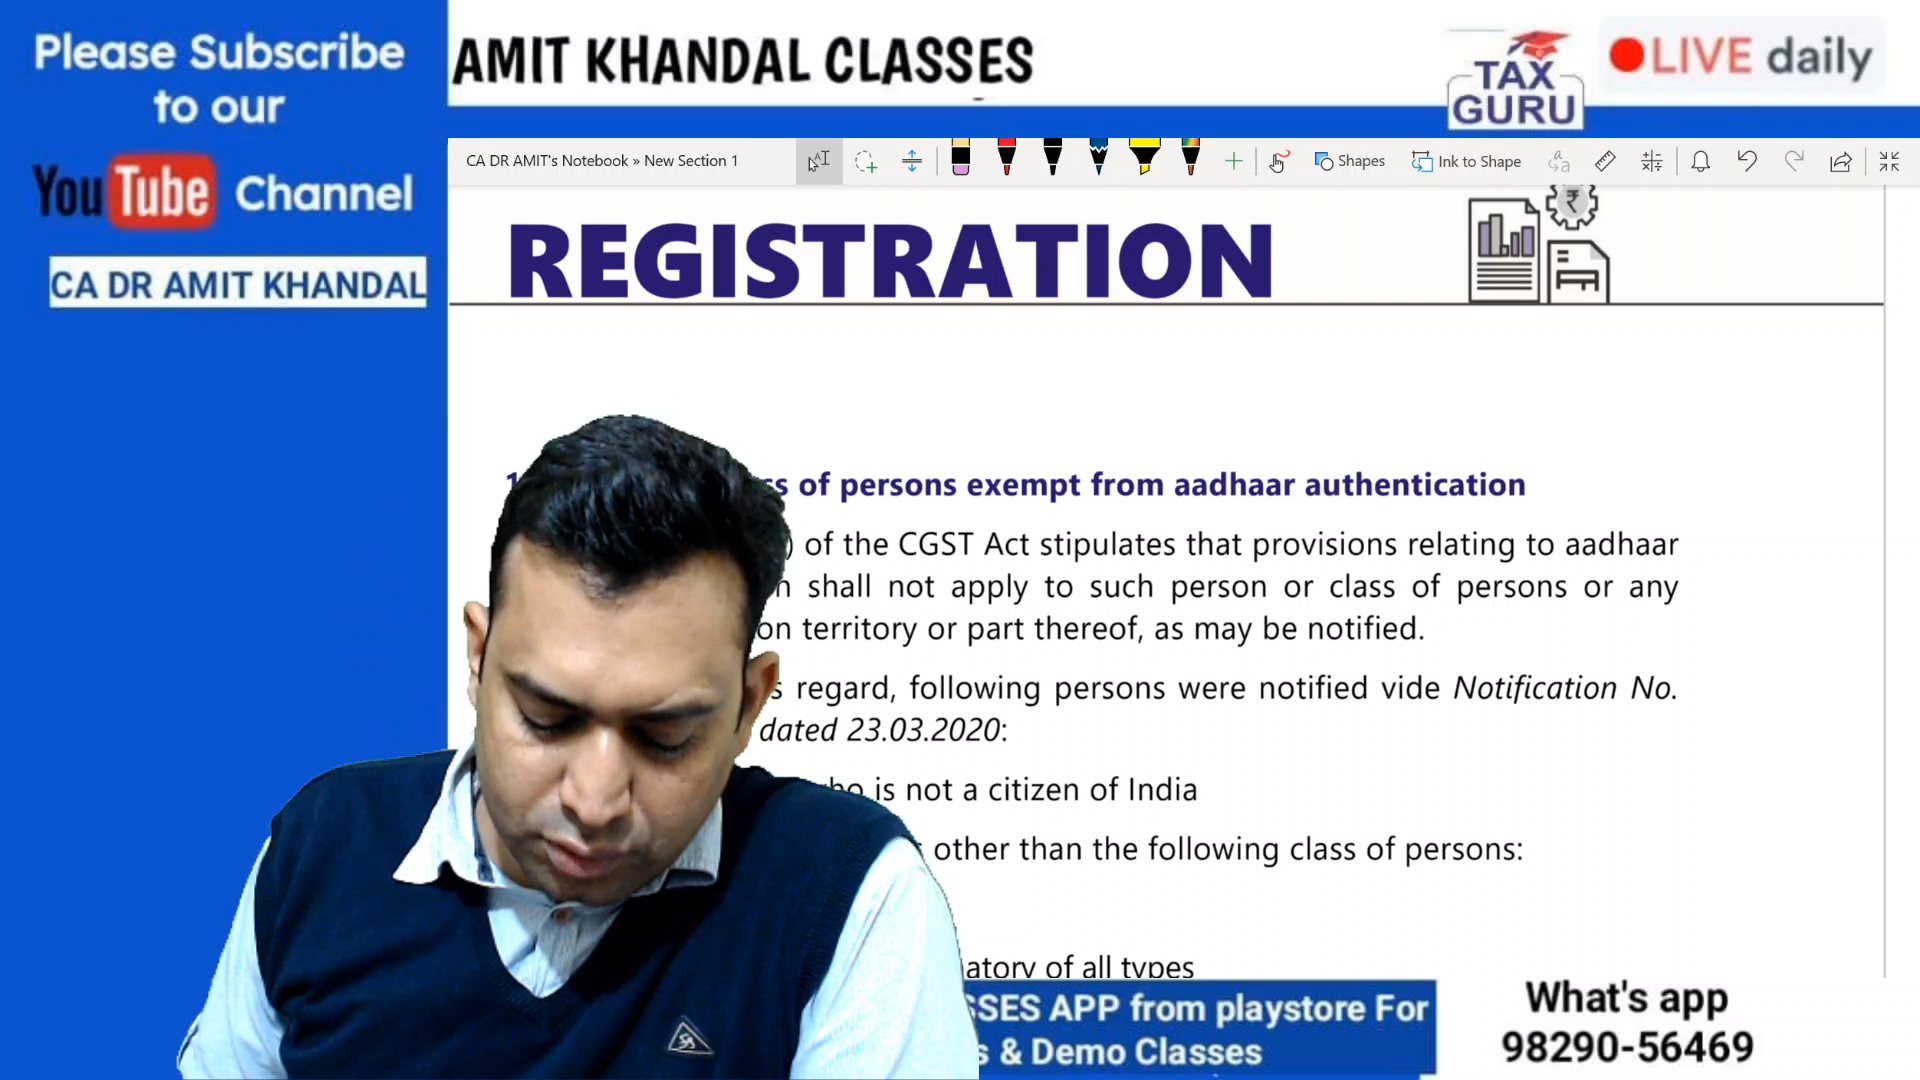 Please Subscribe
to our
You Tube Channel
CA DR AMIT KHANDAL
AMIT KHANDAL CLASSES
TAX
GURU
LIVE daily
CA DR AMIT's Notebook » New Section 1
Shapes
Ink to Shape
REGISTRATION
of persons exempt from aadhaar authentication
) of the CGST Act stipulates that provisions relating to aadhaar
shall not apply to such person or class of persons or any
on territory or part thereof, as may be notified.
regard, following persons were notified vide Notification No.
dated 23.03.2020:
is not a citizen of India
other than the following class of persons:
of all types
APP from playstore For
& Demo Classes
What's app
98290-56469